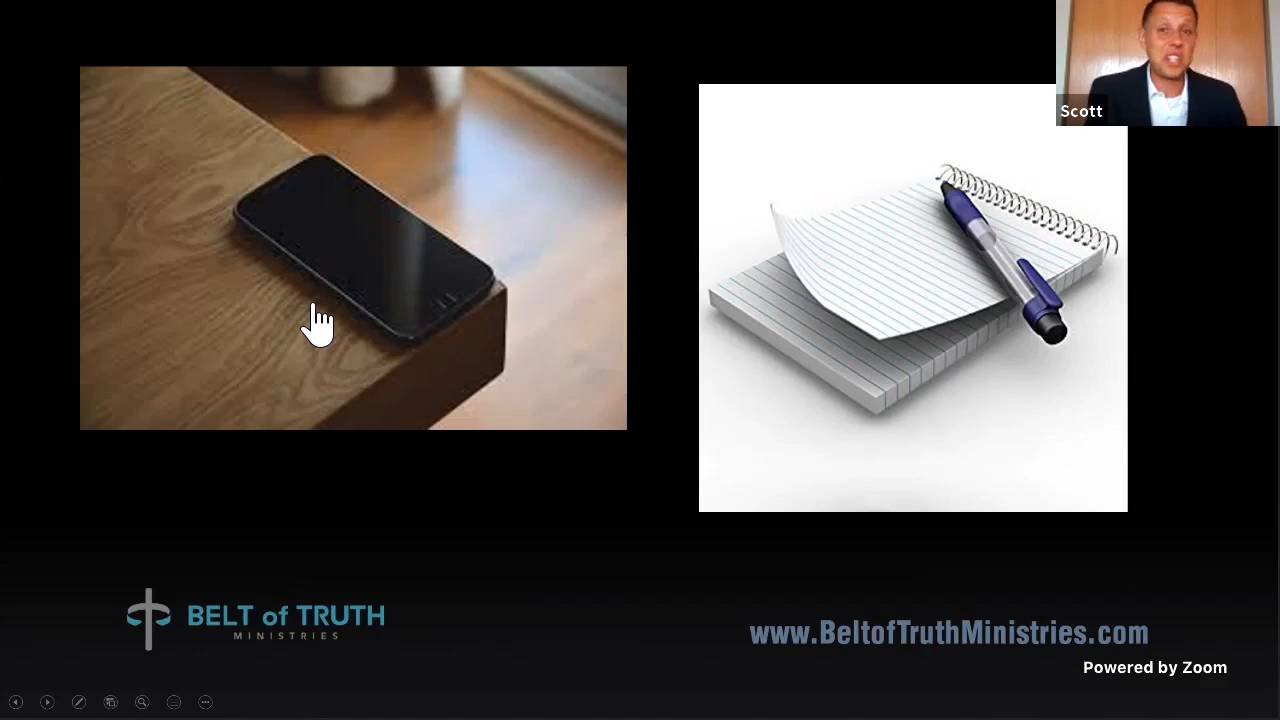 Scott
BELT of TRUTH
MINISTRIES
www.BeltofTruthMinistries.com
Powered by Zoom